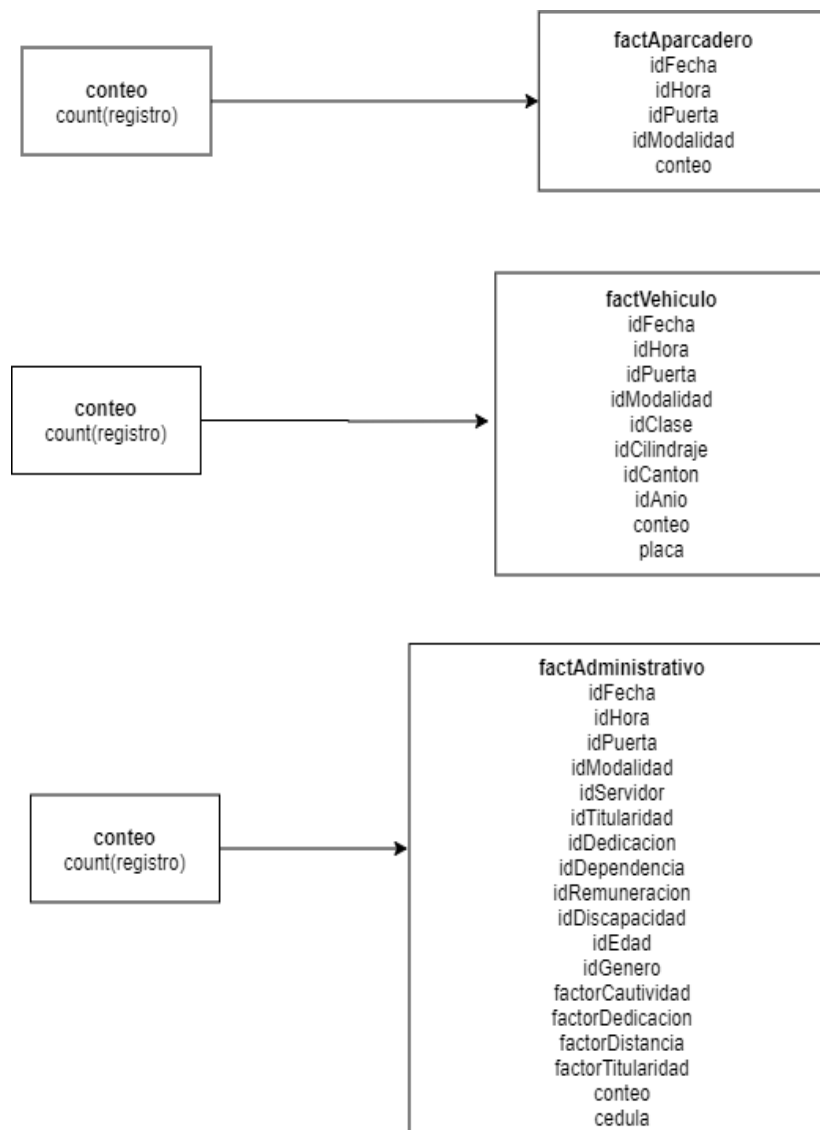 conteo
count(registro)
factAparcadero
idFecha
idHora
idPuerta
idModalidad
conteo
conteo
count(registro)
factVehiculo
idFecha
idHora
idPuerta
idModalidad
idClase
idCilindraje
idCanton
idAnio
conteo
placa
conteo
count(registro)
factAdministrativo
idFecha
idHora
idPuerta
idModalidad
idServidor
idTitularidad
idDedicacion
idDependencia
idRemuneracion
idDiscapacidad
idEdad
idGenero
factorCautividad
factorDedicacion
factorDistancia
factorTitularidad
conteo
cedula